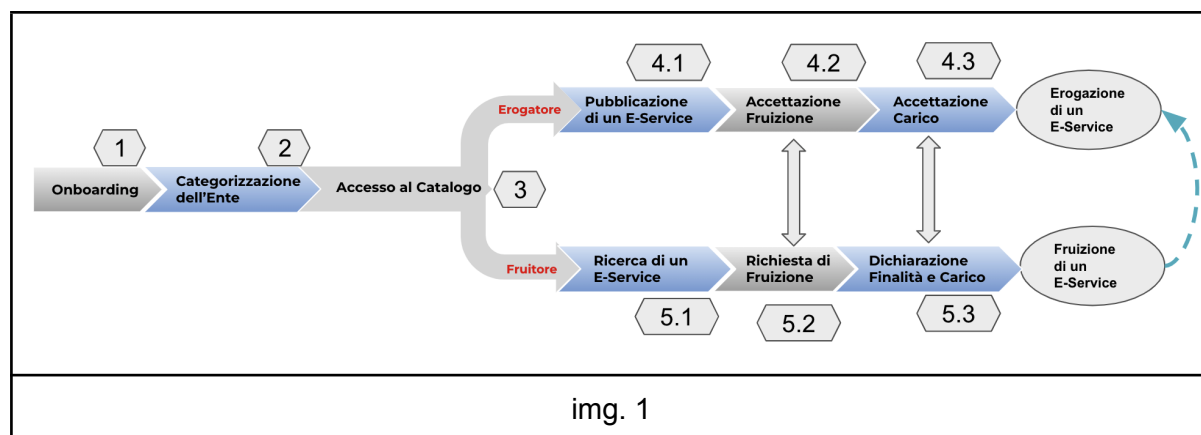 1
Onboarding
2
Categorizzazione
dell'Ente
Accesso al Catalogo
3
Erogatore
4.1
Pubblicazione
di un E-Service
4.2
Accettazione
Fruizione
4.3
Accettazione
Carico
Erogazione
di un
E-Service
Fruitore
Ricerca di un
E-Service
5.1
Richiesta di
Fruizione
5.2
Dichiarazione
Finalità e Carico
5.3
Fruizione
di un
E-Service
img. 1